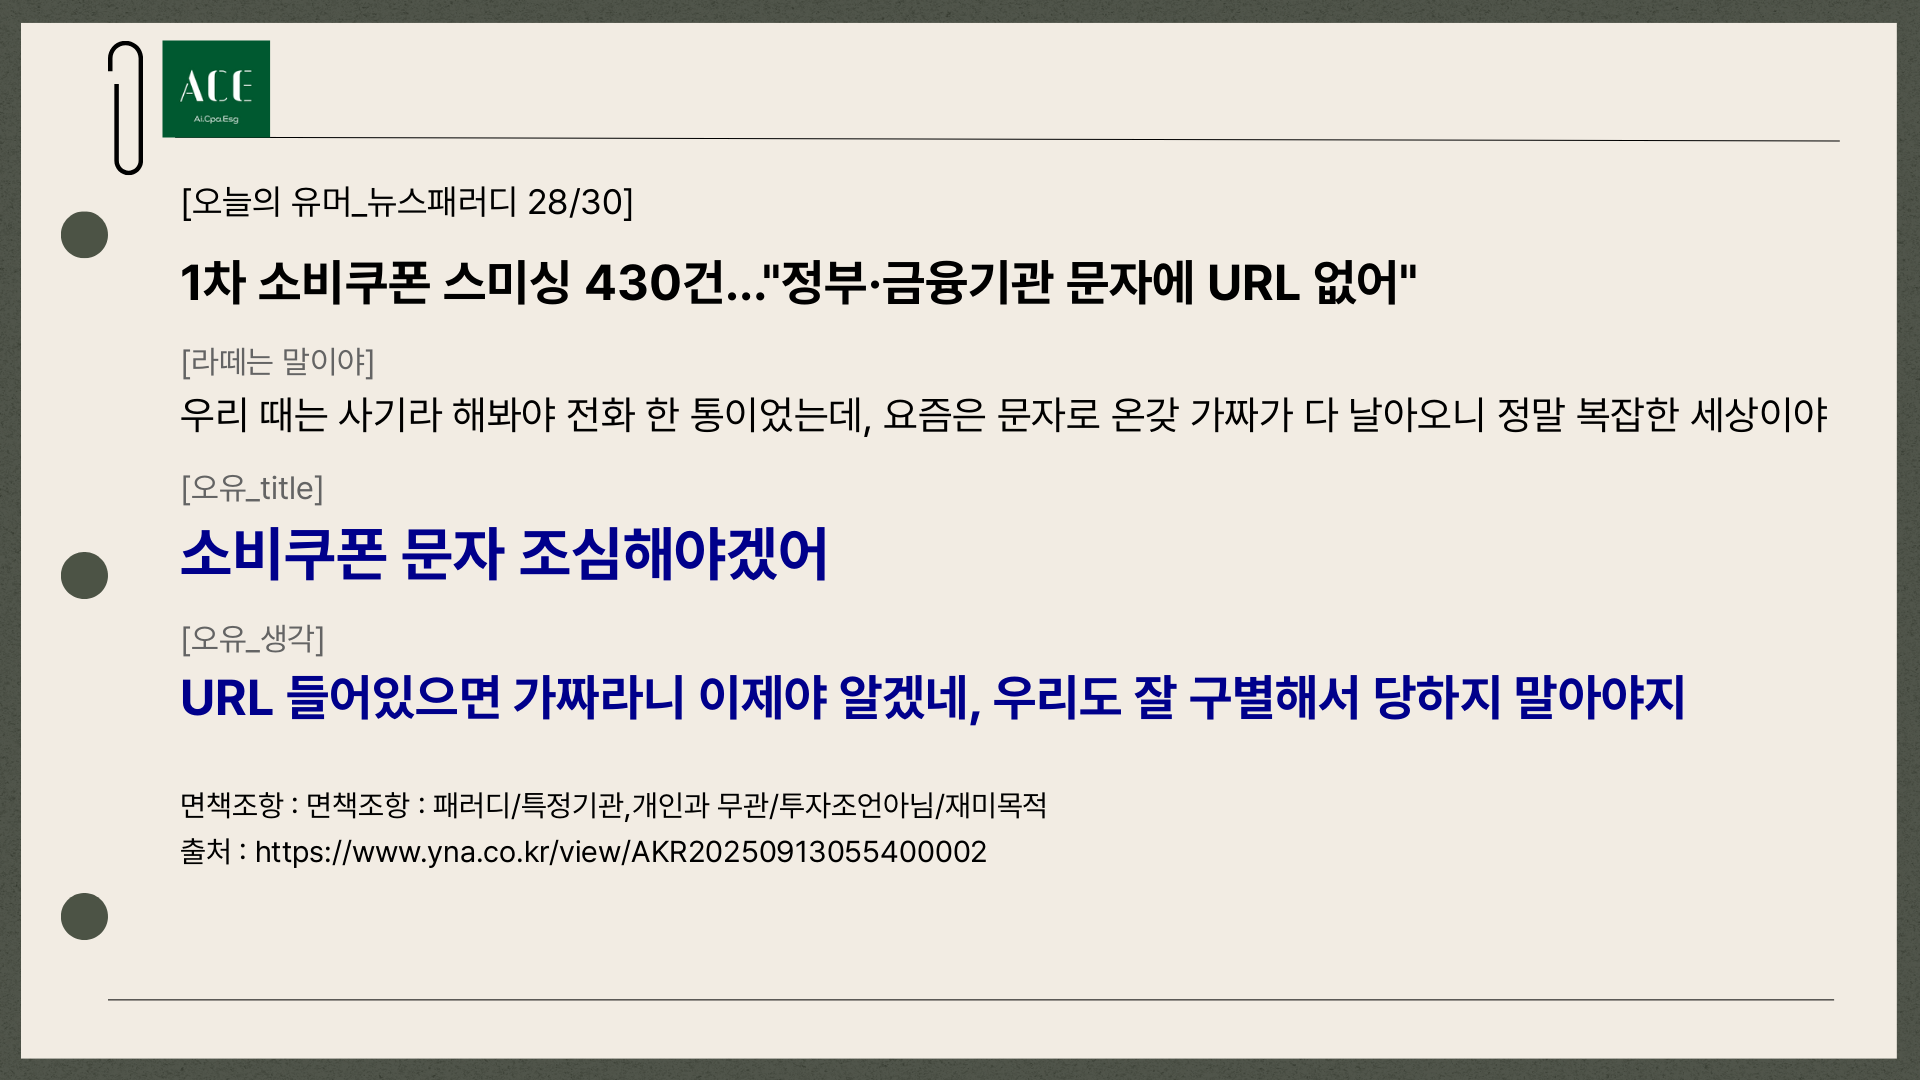 ACE
Ai.Cpa.Esg
[오늘의 유머_뉴스패러디 28/30]
1차 소비쿠폰 스미싱 430건..."정부·금융기관 문자에 URL 없어"
[라떼는 말이야]
우리 때는 사기라 해봐야 전화 한 통이었는데, 요즘은 문자로 온갖 가짜가 다 날아오니 정말 복잡한 세상이야
[오유_title]
소비쿠폰 문자 조심해야겠어
[오유_생각]
URL 들어있으면 가짜라니 이제야 알겠네, 우리도 잘 구별해서 당하지 말아야지
면책조항 : 면책조항 : 패러디/특정기관,개인과 무관/투자조언아님/재미목적
출처 : https://www.yna.co.kr/view/AKR20250913055400002